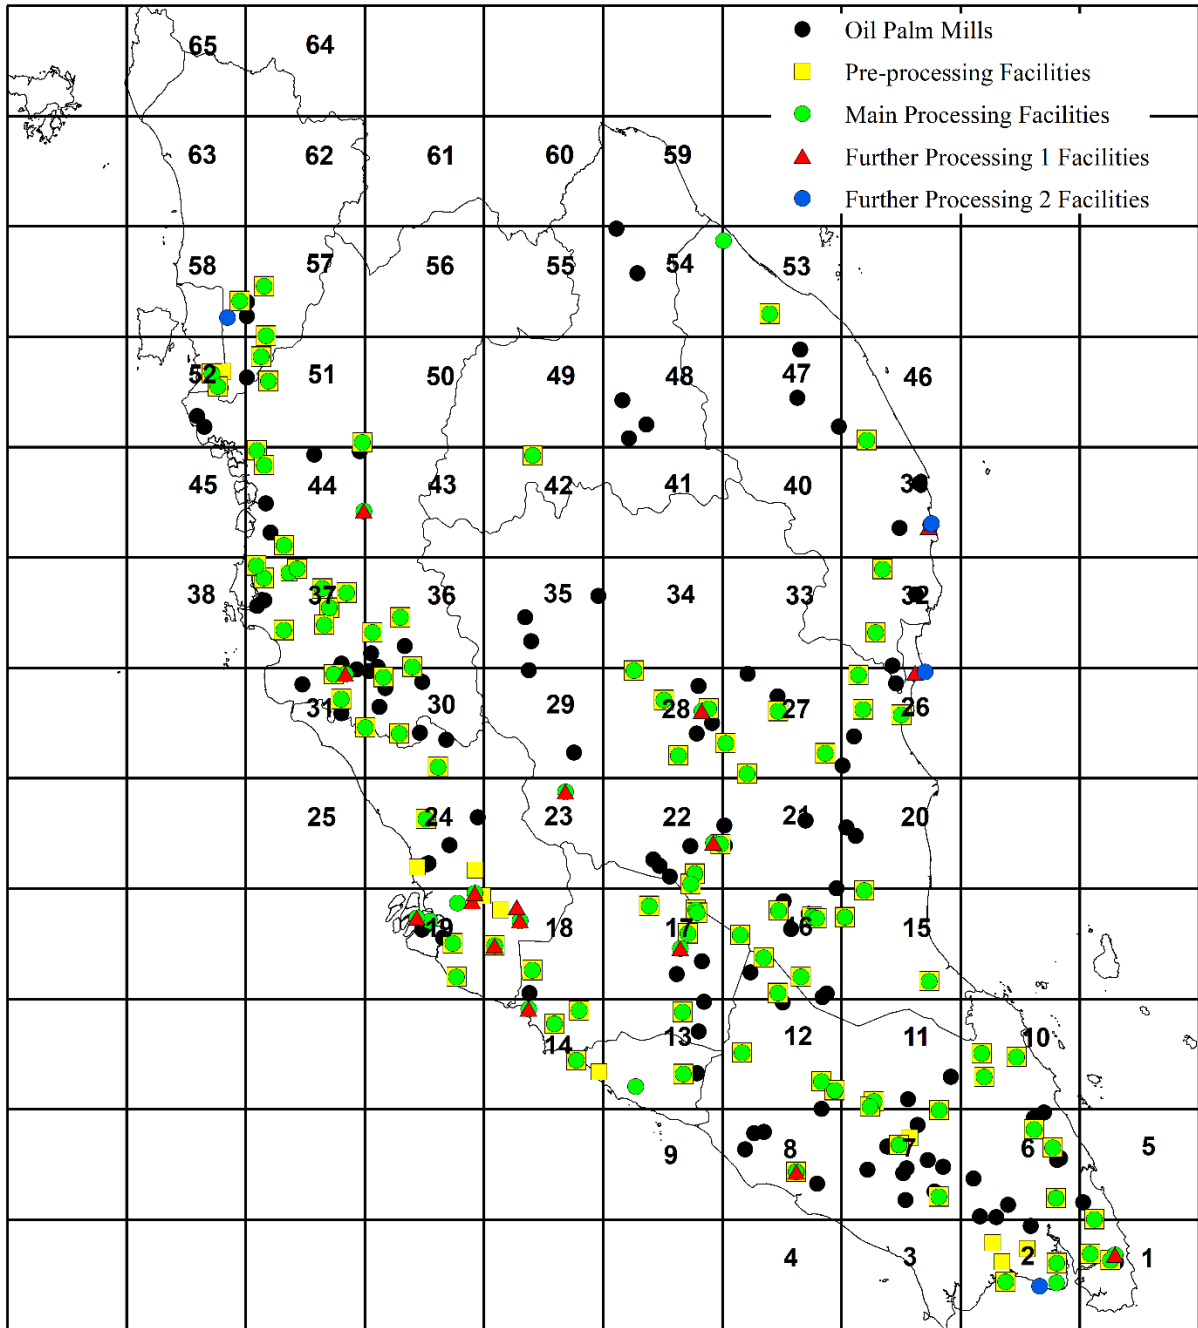 Oil Palm Mills
Pre-processing Facilities
Main Processing Facilities
Further Processing 1 Facilities
Further Processing 2 Facilities
65 64
63 62 61 60 59
58 57 56 55 54 53
52 51 50 49 48 47 46
45 44 43 42 41 40
38 37 36 35 34 33 32
31 30 29 28 27 26
25 24 23 22 21 20
19 18 17 16 15
14 13 12 11 10
9 8 7 6 5
4 3 2 1